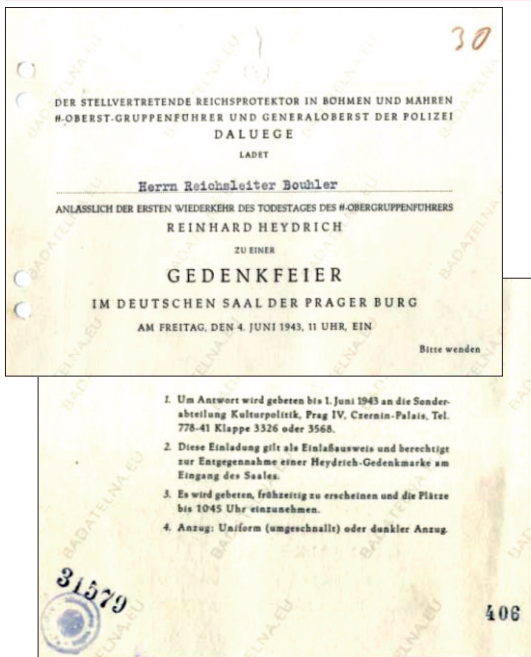 30
DER STELLVERTRETENDE REICHSPROTEKTOR IN BÖHMEN UND MÄHREN
ᛋᛋ-OBERST-GRUPPENFÜHRER UND GENERALOBERST DER POLIZEI
DALUEGE
LADET
Herrn Reichsleiter Bouhler
ANLÄSSLICH DER ERSTEN WIEDERKEHR DES TODESTAGES DES ᛋᛋ-OBERGRUPPENFÜHRERS
REINHARD HEYDRICH
ZU EINER
GEDENKFEIER
IM DEUTSCHEN SAAL DER PRAGER BURG
AM FREITAG, DEN 4. JUNI 1943, 11 UHR, EIN
Bitte wenden
1. Um Antwort wird gebeten bis 1. Juni 1943 an die Sonder-
abteilung Kulturpolitik, Prag IV, Czernin-Palais, Tel.
778-41 Klappe 3326 oder 3568.
2. Diese Einladung gilt als Einlaßausweis und berechtigt
zur Entgegennahme einer Heydrich-Gedenkmarke am
Eingang des Saales.
3. Es wird gebeten, frühzeitig zu erscheinen und die Plätze
bis 1045 Uhr einzunehmen.
4. Anzug: Uniform (umgeschnallt) oder dunkler Anzug.
31579
406
BADATELNA.EU